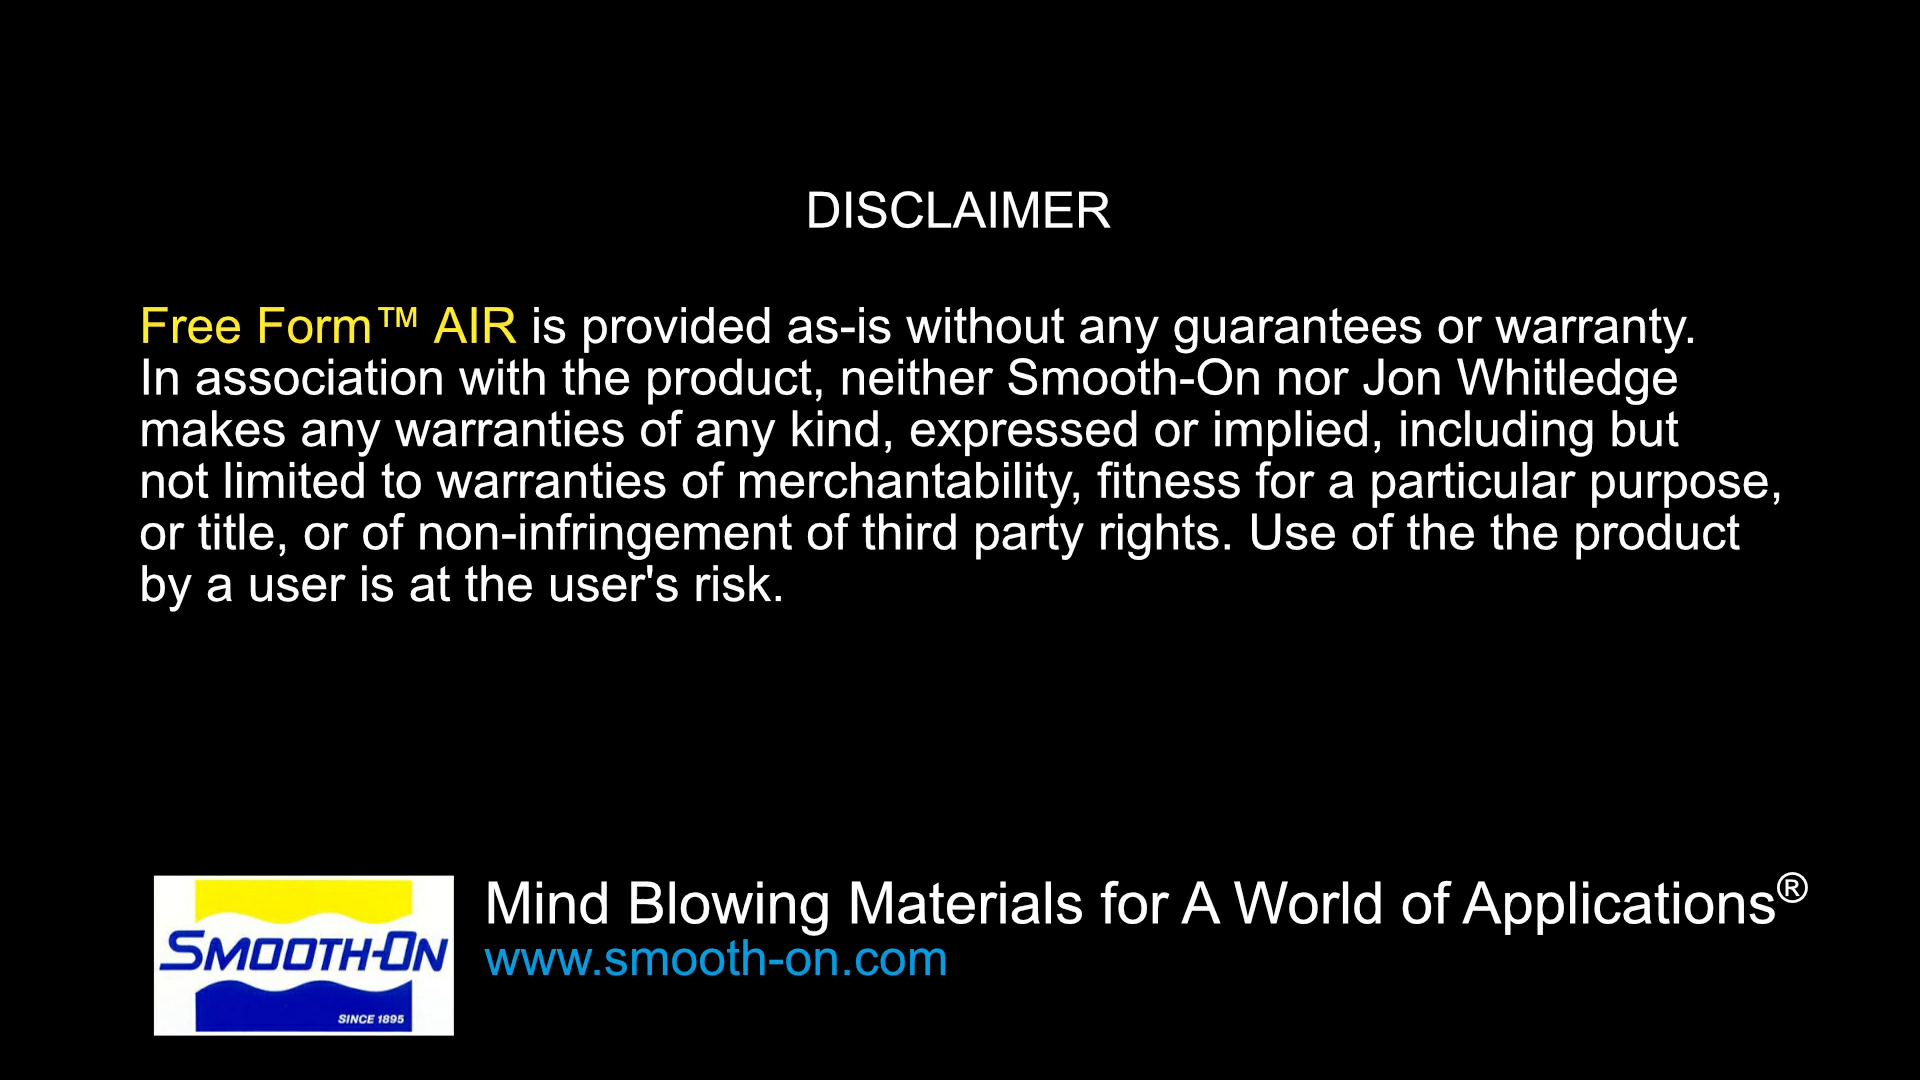 DISCLAIMER
Free Form™ AIR is provided as-is without any guarantees or warranty.
In association with the product, neither Smooth-On nor Jon Whitledge
makes any warranties of any kind, expressed or implied, including but
not limited to warranties of merchantability, fitness for a particular purpose,
or title, or of non-infringement of third party rights. Use of the the product
by a user is at the user's risk.
Mind Blowing Materials for A World of Applications®
www.smooth-on.com
SMOOTH-ON
SINCE 1895